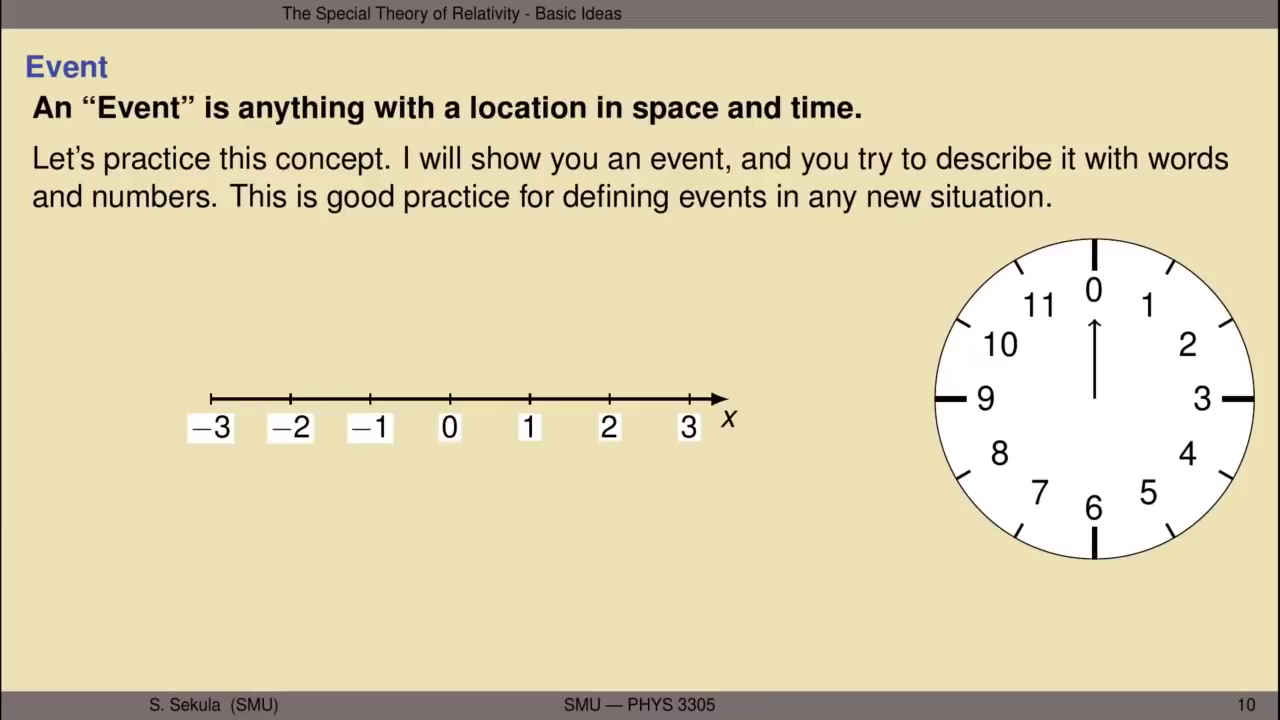 The Special Theory of Relativity - Basic Ideas
Event
An “Event” is anything with a location in space and time.
Let’s practice this concept. I will show you an event, and you try to describe it with words
and numbers. This is good practice for defining events in any new situation.
−3 −2 −1 0 1 2 3 x
0
11 1
10 2
9 3
8 4
7 5
6
S. Sekula (SMU) SMU — PHYS 3305 10